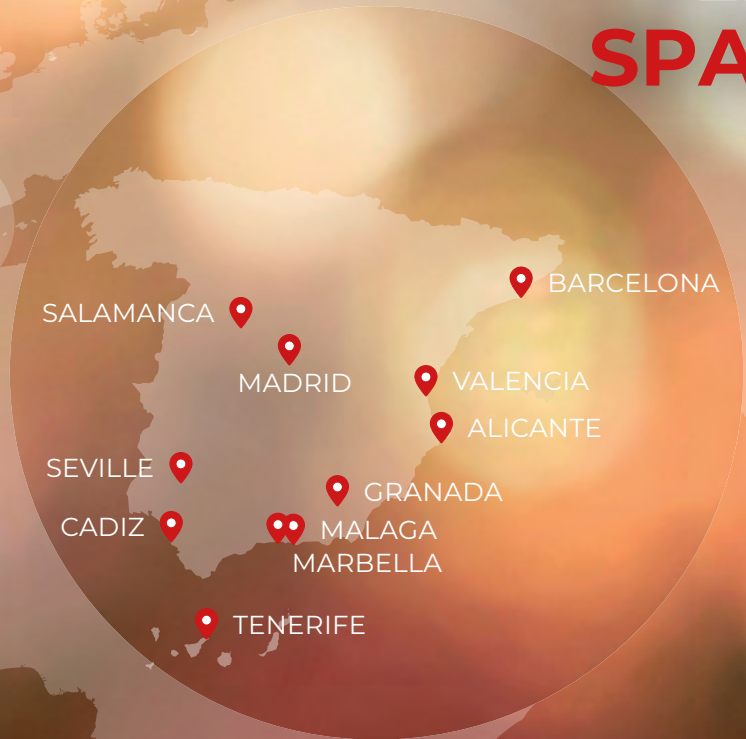 SPA
BARCELONA
SALAMANCA
MADRID
VALENCIA
ALICANTE
SEVILLE
GRANADA
CADIZ
MALAGA
MARBELLA
TENERIFE